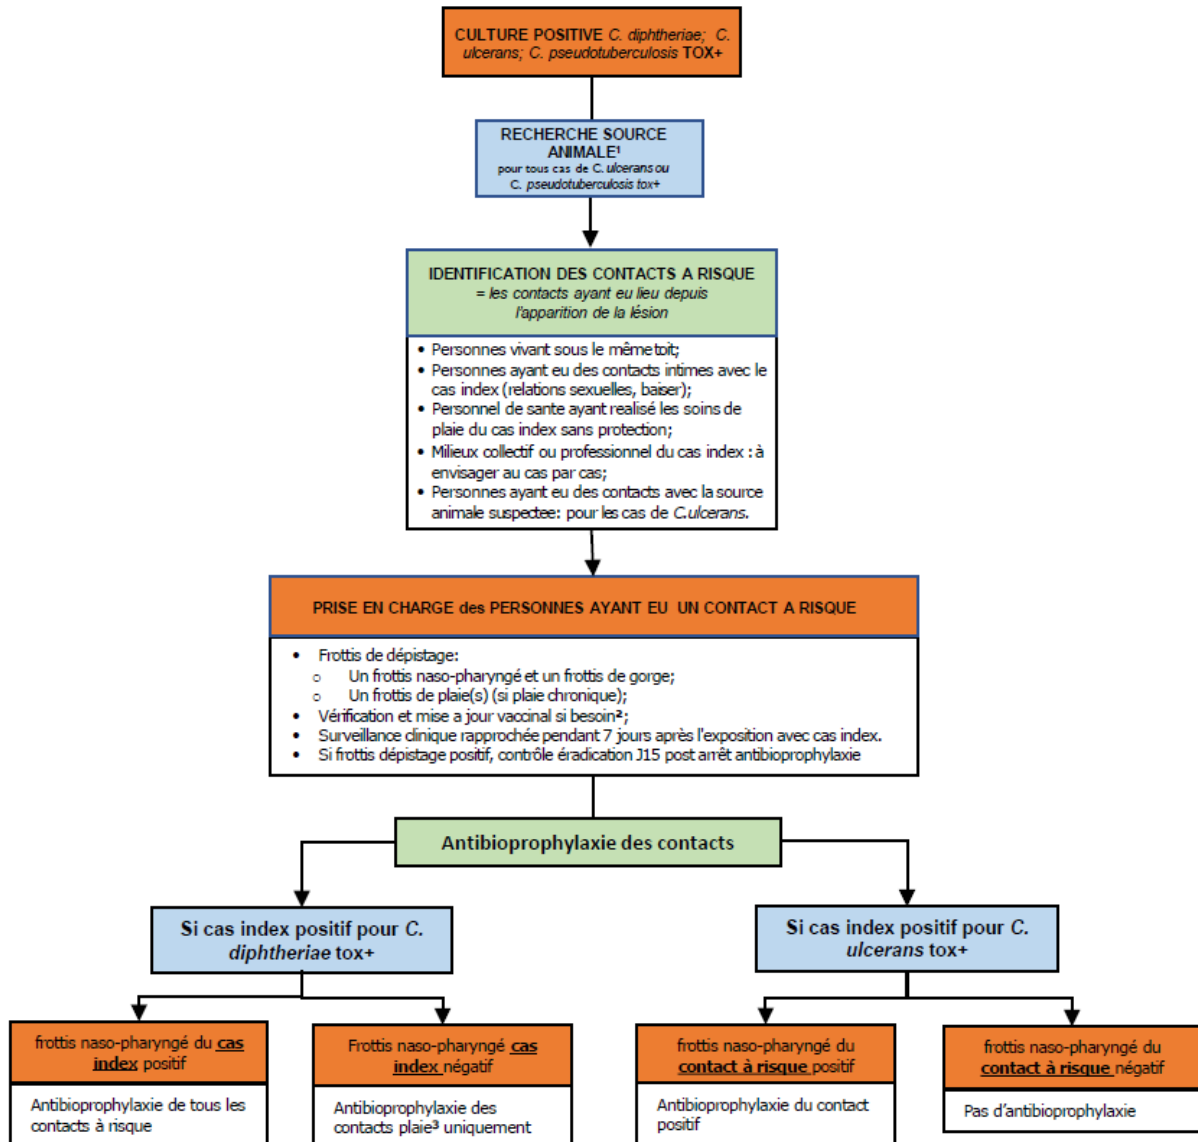 CULTURE POSITIVE C. diphtheriae; C.
ulcerans; C. pseudotuberculosis TOX+
RECHERCHE SOURCE
ANIMALE¹
pour tous cas de C. ulcerans ou
C. pseudotuberculosis tox+
IDENTIFICATION DES CONTACTS A RISQUE
= les contacts ayant eu lieu depuis
l'apparition de la lésion
• Personnes vivant sous le même toit;
• Personnes ayant eu des contacts intimes avec le
cas index (relations sexuelles, baiser);
• Personnel de sante ayant realisé les soins de
plaie du cas index sans protection;
• Milieux collectif ou professionnel du cas index : à
envisager au cas par cas;
• Personnes ayant eu des contacts avec la source
animale suspectee: pour les cas de C.ulcerans.
PRISE EN CHARGE des PERSONNES AYANT EU UN CONTACT A RISQUE
• Frottis de dépistage:
o Un frottis naso-pharyngé et un frottis de gorge;
o Un frottis de plaie(s) (si plaie chronique);
• Vérification et mise a jour vaccinal si besoin²;
• Surveillance clinique rapprochée pendant 7 jours après l'exposition avec cas index.
• Si frottis dépistage positif, contrôle éradication J15 post arrêt antibioprophylaxie
Antibioprophylaxie des contacts
Si cas index positif pour C.
diphtheriae tox+
Si cas index positif pour C.
ulcerans tox+
frottis naso-pharyngé du cas
index positif
Antibioprophylaxie de tous les
contacts à risque
Frottis naso-pharyngé cas
index négatif
Antibioprophylaxie des
contacts plaie³ uniquement
frottis naso-pharyngé du
contact à risque positif
Antibioprophylaxie du contact
positif
frottis naso-pharyngé du
contact à risque négatif
Pas d'antibioprophylaxie